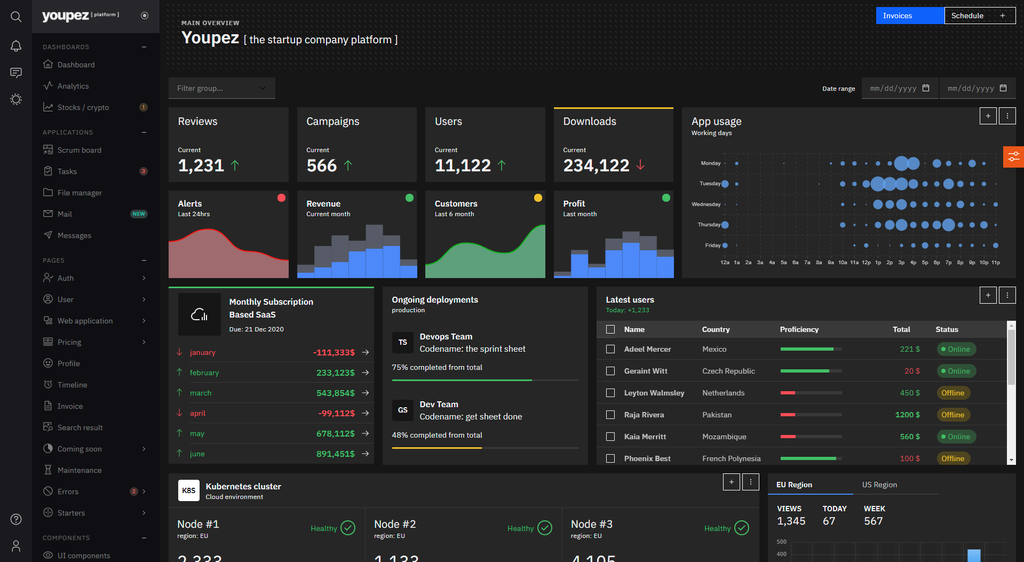 youpez [ platform ]
DASHBOARDS
Dashboard
Analytics
Stocks / crypto 1
APPLICATIONS
Scrum board
Tasks 3
File manager
Mail NEW
Messages
PAGES
Auth
User
Web application
Pricing
Profile
Timeline
Invoice
Search result
Coming soon
Maintenance
Errors 2
Starters
COMPONENTS
UI components
MAIN OVERVIEW
Youpez [ the startup company platform ]
Invoices
Schedule +
Filter group...
Date range mm/dd/yyyy mm/dd/yyyy
Reviews
Current
1,231
Campaigns
Current
566
Users
Current
11,122
Downloads
Current
234,122
App usage
Working days
Monday
Tuesday
Wednesday
Thursday
Friday
12a 1a 2a 3a 4a 5a 6a 7a 8a 9a 10a 11a 12p 1p 2p 3p 4p 5p 6p 7p 8p 9p 10p 11p
Alerts
Last 24hrs
Revenue
Current month
Customers
Last 6 month
Profit
Last month
Monthly Subscription
Based SaaS
Due: 21 Dec 2020
january -111,333$
february 233,123$
march 543,854$
april -99,112$
may 678,112$
june 891,451$
Ongoing deployments
production
TS
Devops Team
Codename: the sprint sheet
75% completed from total
GS
Dev Team
Codename: get sheet done
48% completed from total
Latest users
Today: +1,233
Name Country Proficiency Total Status
Adeel Mercer Mexico 221 $ Online
Geraint Witt Czech Republic 20 $ Online
Leyton Walmsley Netherlands 450 $ Offline
Raja Rivera Pakistan 1200 $ Offline
Kaia Merritt Mozambique 560 $ Online
Phoenix Best French Polynesia 100 $ Offline
K8S
Kubernetes cluster
Cloud environment
Node #1
region: EU
Healthy
2,333
Node #2
region: EU
Healthy
1,133
Node #3
region: EU
Healthy
4,105
EU Region US Region
VIEWS TODAY WEEK
1,345 67 567
500
400